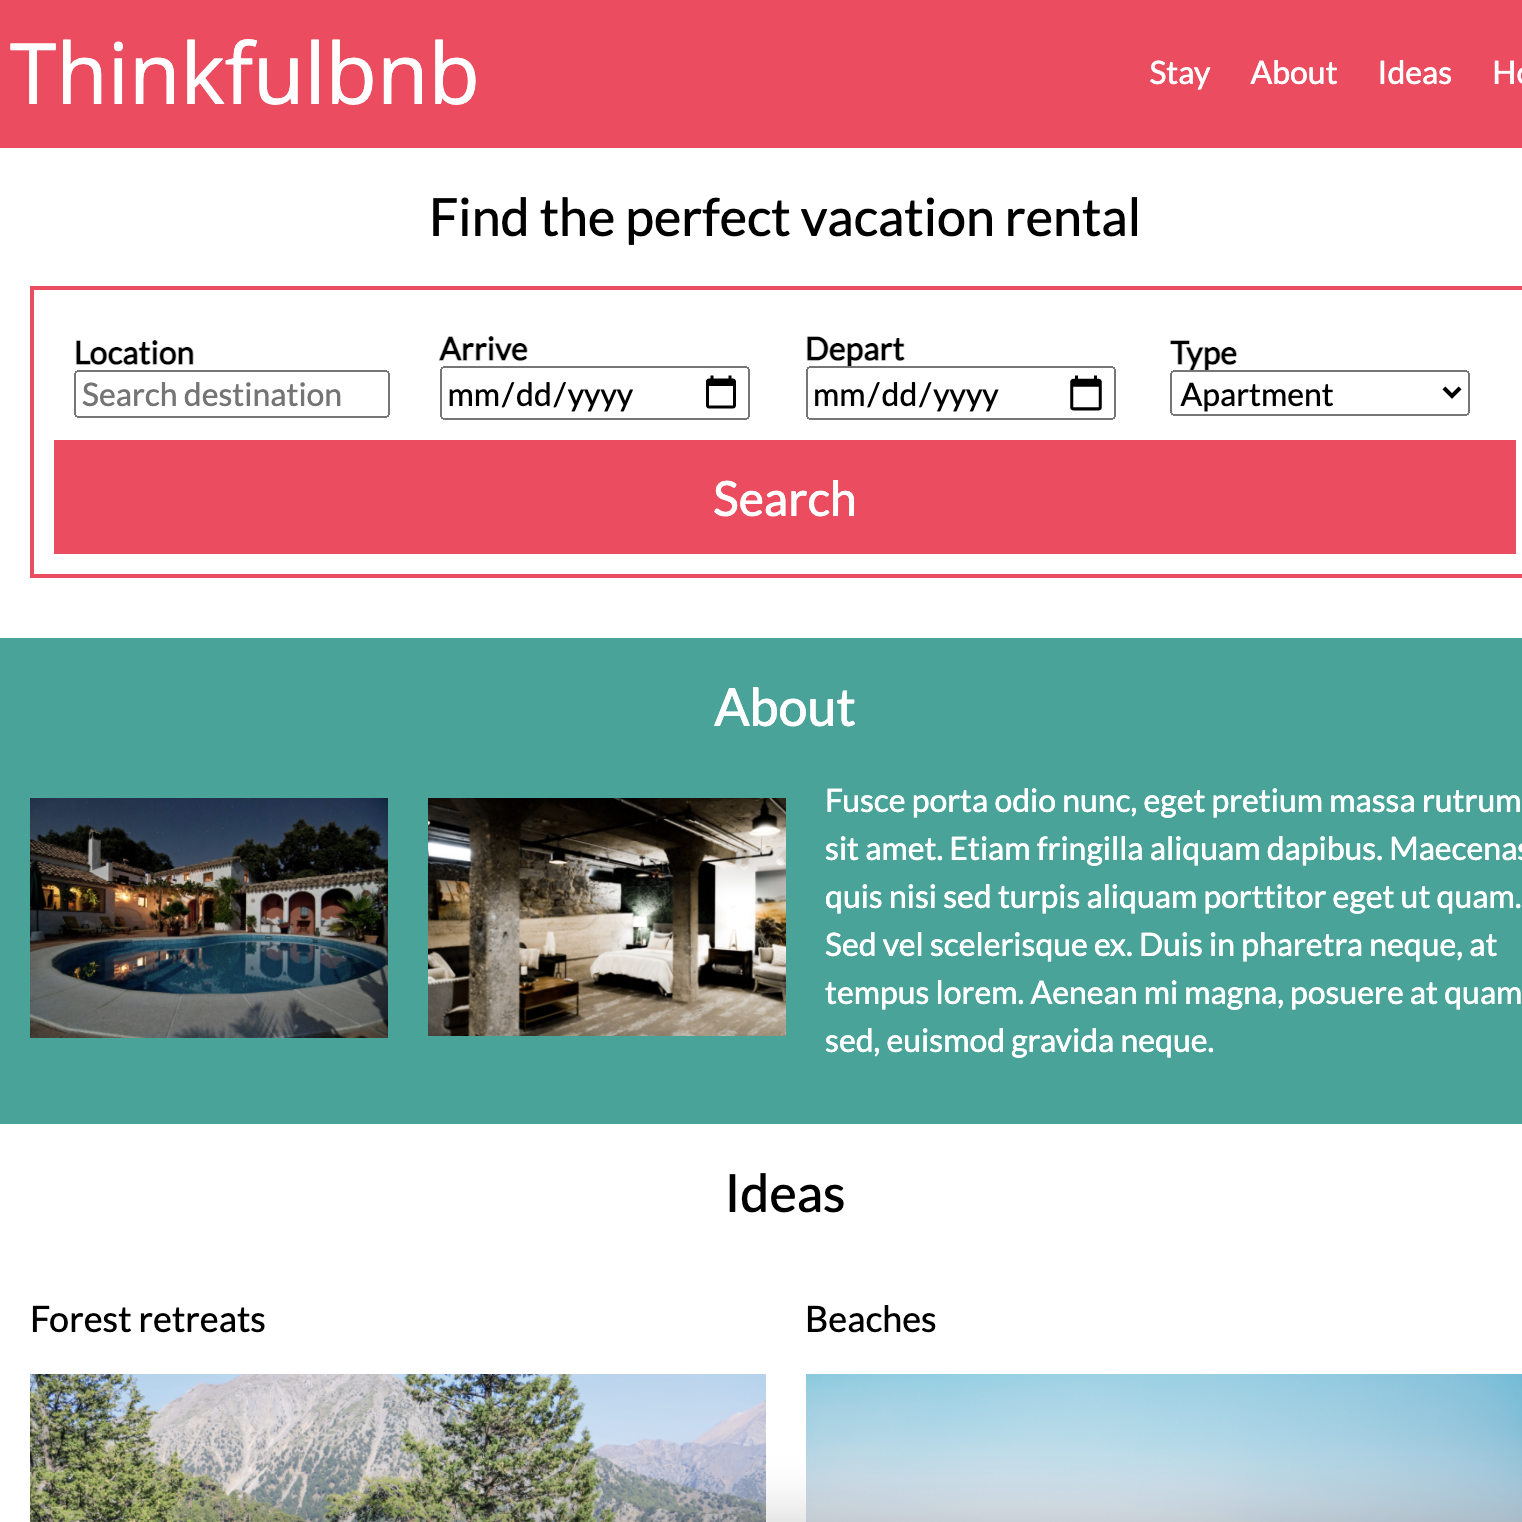 Thinkfulbnb
Stay About Ideas
Find the perfect vacation rental
Location Arrive Depart Type
Search destination mm/dd/yyyy mm/dd/yyyy Apartment
Search
About
Fusce porta odio nunc, eget pretium massa rutrum
sit amet. Etiam fringilla aliquam dapibus. Maecenas
quis nisi sed turpis aliquam porttitor eget ut quam.
Sed vel scelerisque ex. Duis in pharetra neque, at
tempus lorem. Aenean mi magna, posuere at quam
sed, euismod gravida neque.
Ideas
Forest retreats Beaches